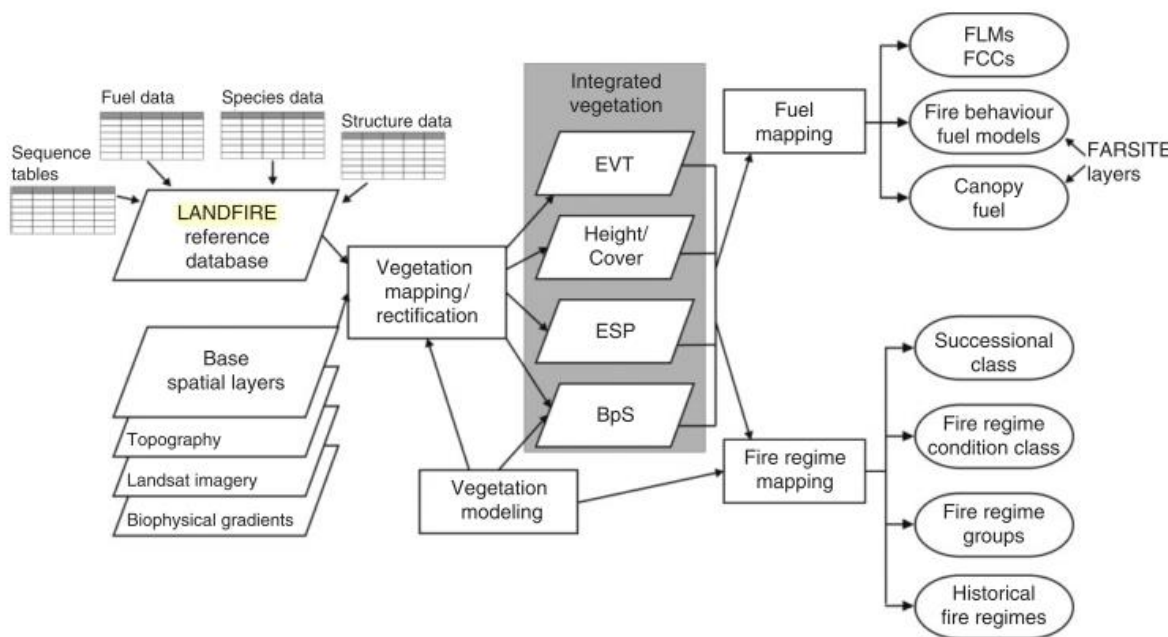 Fuel data
Species data
Structure data
Sequence
tables
LANDFIRE
reference
database
Base
spatial layers
Topography
Landsat imagery
Biophysical gradients
Vegetation
mapping/
rectification
Vegetation
modeling
Integrated
vegetation
EVT
Height/
Cover
ESP
BpS
Fuel
mapping
Fire regime
mapping
FLMs
FCCs
Fire behaviour
fuel models
Canopy
fuel
FARSITE
layers
Successional
class
Fire regime
condition class
Fire regime
groups
Historical
fire regimes